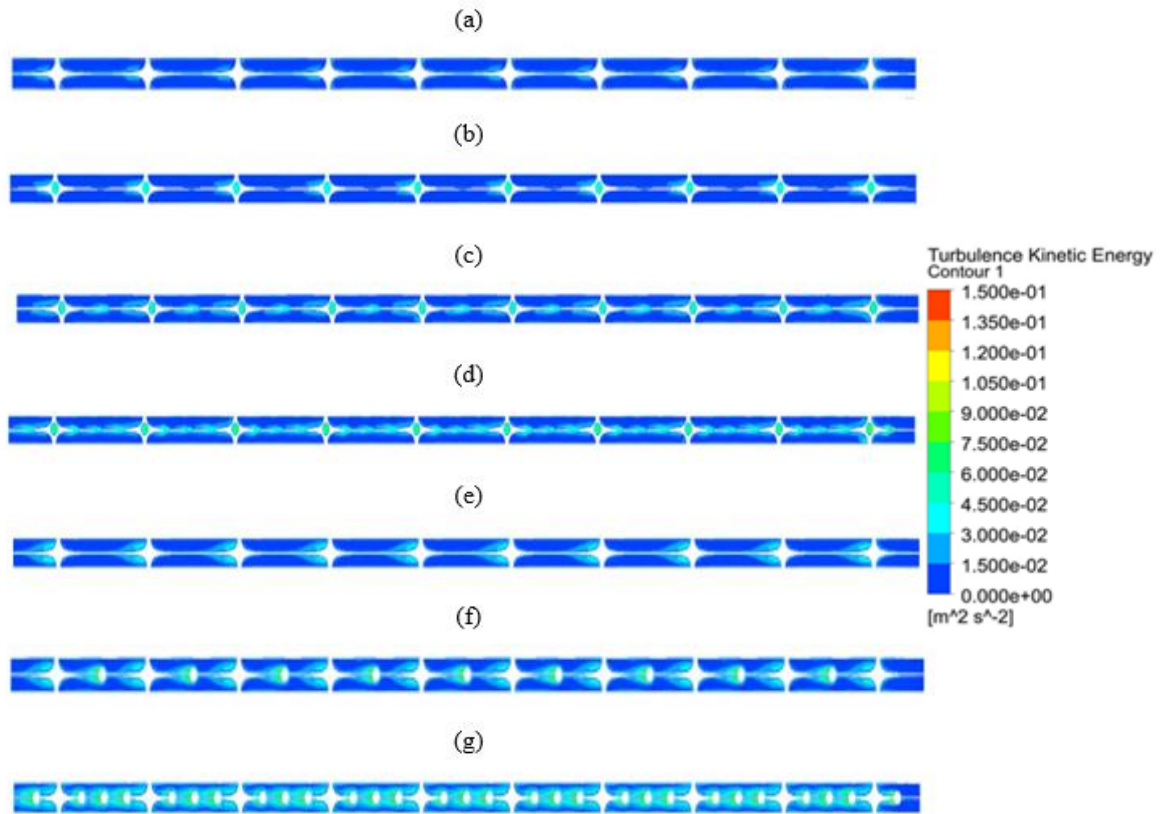 (a)
(b)
(c)
(d)
(e)
(f)
(g)
Turbulence Kinetic Energy
Contour 1
1.500e-01
1.350e-01
1.200e-01
1.050e-01
9.000e-02
7.500e-02
6.000e-02
4.500e-02
3.000e-02
1.500e-02
0.000e+00
[m^2 s^-2]